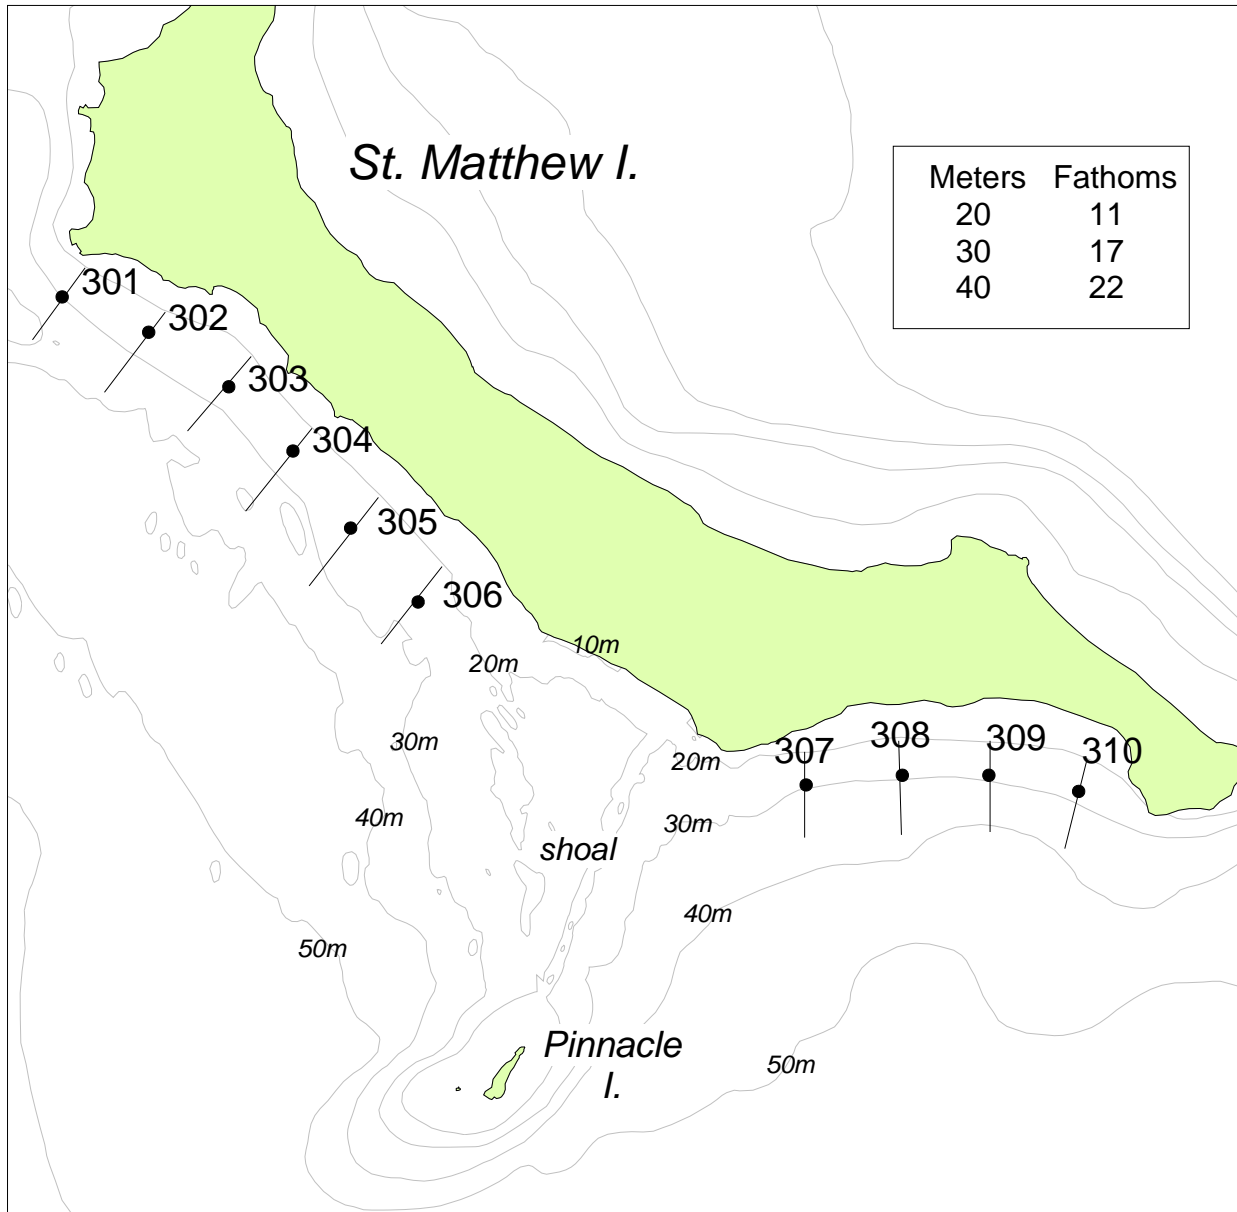 St. Matthew I.
Meters Fathoms
20 11
30 17
40 22
301
302
303
304
305
306
10m
20m
30m
20m
307
308
309
310
40m
30m
shoal
40m
50m
Pinnacle
I.
50m